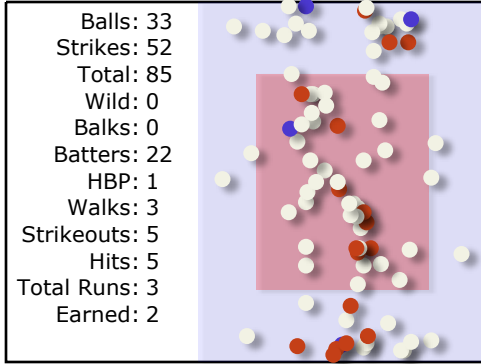 Balls: 33
Strikes: 52
Total: 85
Wild: 0
Balks: 0
Batters: 22
HBP: 1
Walks: 3
Strikeouts: 5
Hits: 5
Total Runs: 3
Earned: 2